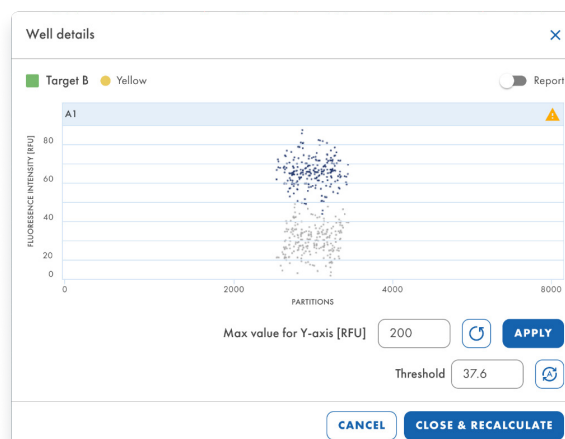 Well details
Target B Yellow Report
A1
FLUORESENCE INTENSITY [RFU]
80
60
40
20
0
0 2000 4000 8000
PARTITIONS
Max value for Y-axis [RFU] 200 APPLY
Threshold 37.6 A
CANCEL CLOSE & RECALCULATE